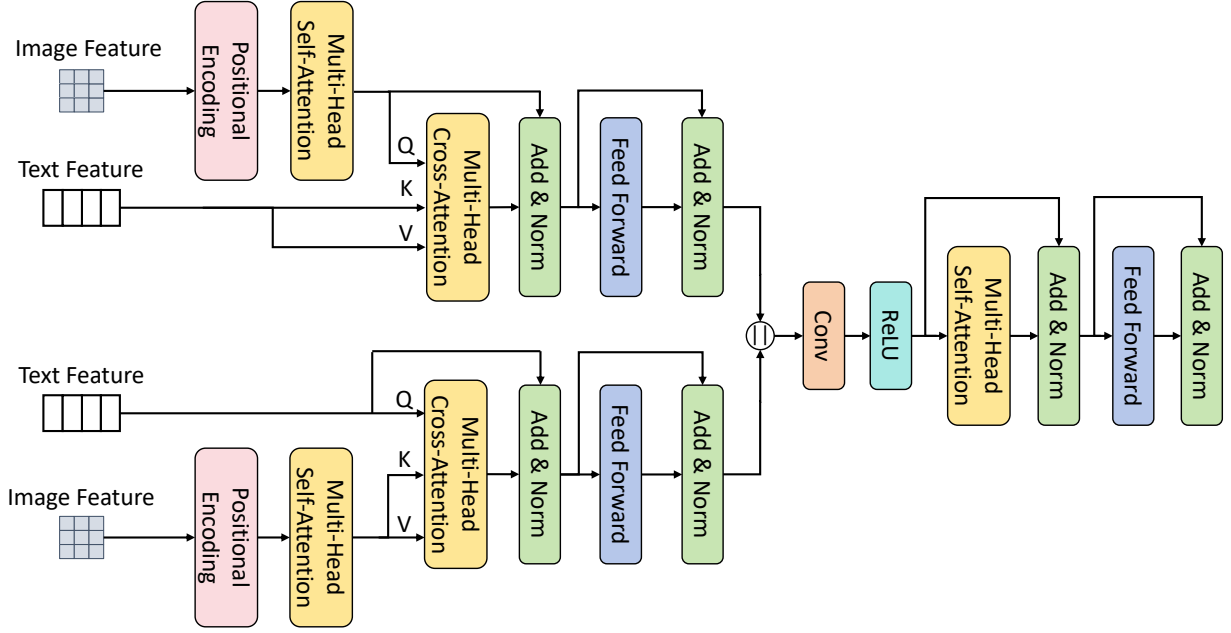 Image Feature
Positional
Encoding
Multi-Head
Self-Attention
Text Feature
Q
K
V
Multi-Head
Cross-Attention
Add & Norm
Feed Forward
Add & Norm
Text Feature
Image Feature
Positional
Encoding
Multi-Head
Self-Attention
Q
K
V
Multi-Head
Cross-Attention
Add & Norm
Feed Forward
Add & Norm
||
Conv
ReLU
Multi-Head
Self-Attention
Add & Norm
Feed Forward
Add & Norm